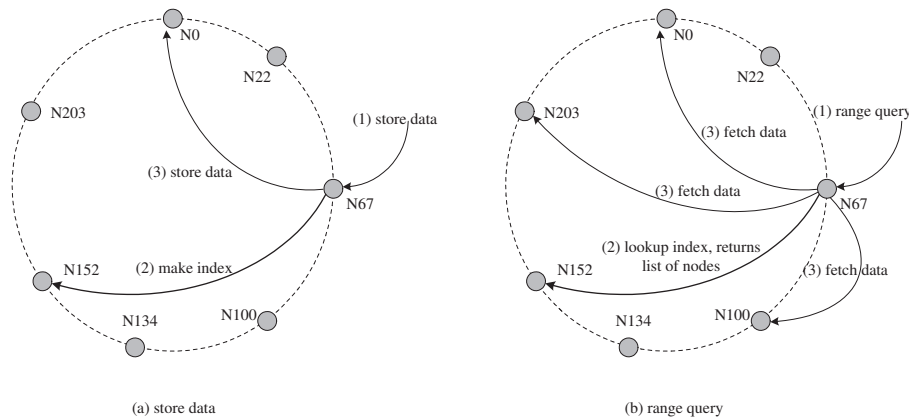 N0
N22
N203
(1) store data
(3) store data
N67
(2) make index
N152
N100
N134
(a) store data
N0
N22
N203
(1) range query
(3) fetch data
(3) fetch data
N67
(2) lookup index, returns
list of nodes
N152
(3) fetch data
N100
N134
(b) range query